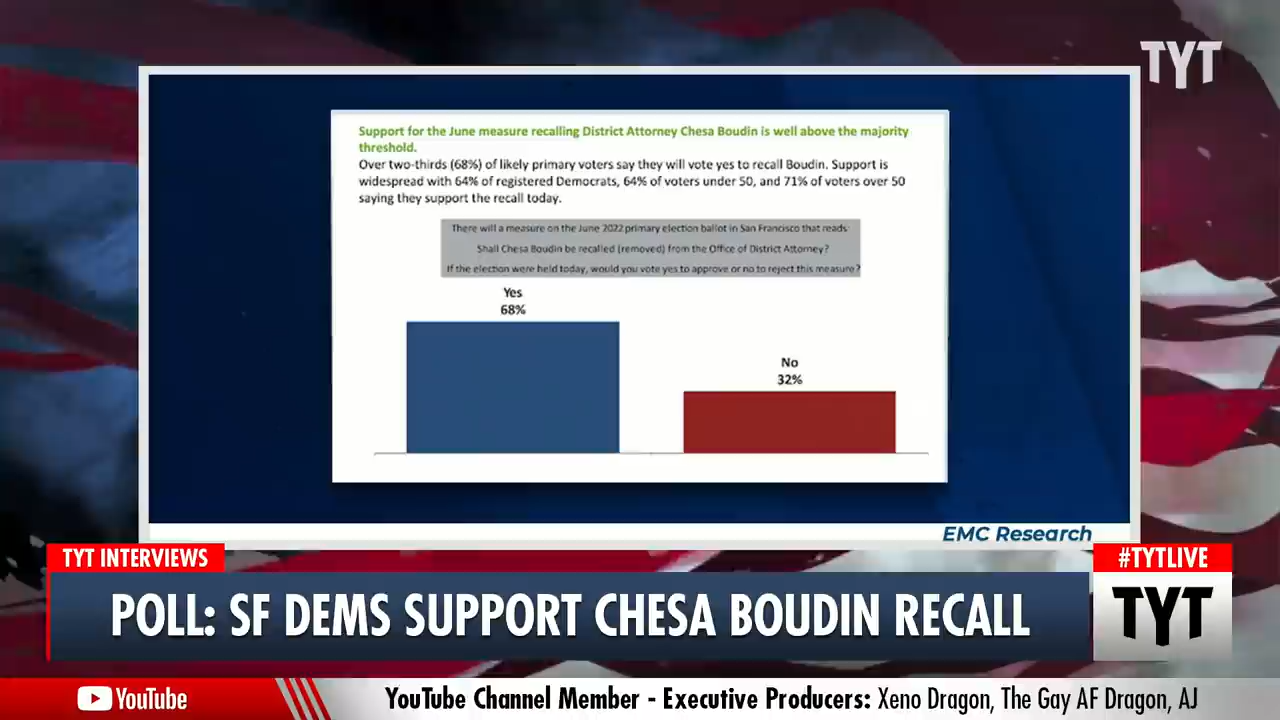 TYT
Support for the June measure recalling District Attorney Chesa Boudin is well above the majority
threshold.
Over two-thirds (68%) of likely primary voters say they will vote yes to recall Boudin. Support is
widespread with 64% of registered Democrats, 64% of voters under 50, and 71% of voters over 50
saying they support the recall today.
There will a measure on the June 2022 primary election ballot in San Francisco that reads:
Shall Chesa Boudin be recalled (removed) from the Office of District Attorney?
If the election were held today, would you vote yes to approve or no to reject this measure?
Yes
68%
No
32%
EMC Research
TYT INTERVIEWS
#TYTLIVE
POLL: SF DEMS SUPPORT CHESA BOUDIN RECALL
TYT
YouTube
YouTube Channel Member - Executive Producers: Xeno Dragon, The Gay AF Dragon, AJ